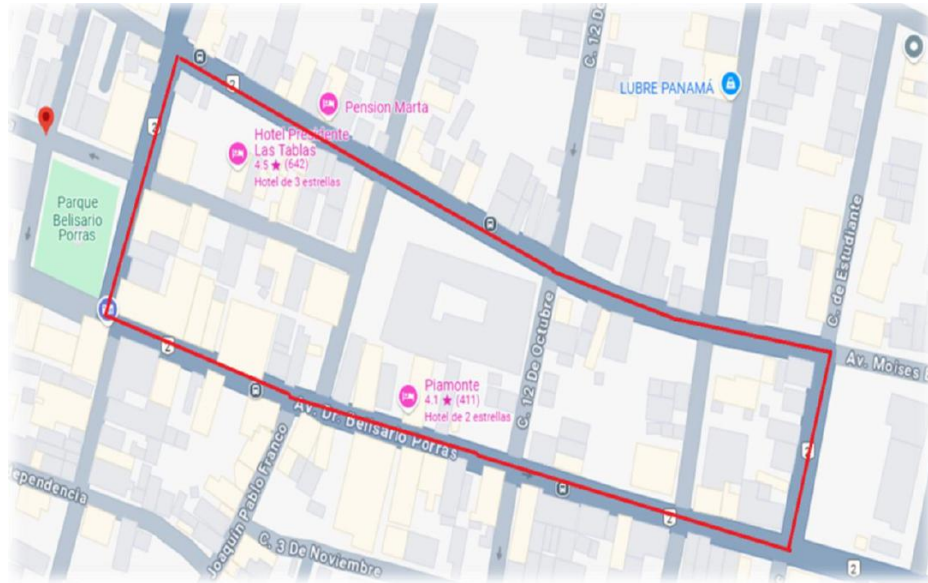 C. 12 De
2
Pension Marta
LUBRE PANAMÁ
2
Hotel Presidente
Las Tablas
4.5 ★ (642)
Hotel de 3 estrellas
Parque
Belisario
Porras
C. de Estudiante
C. 12 De Octubre
2
Av. Moises
Piamonte
4.1 ★ (411)
Hotel de 2 estrellas
Av. Dr. Belisario Porras
2
Joaquin Pablo Franco
ependencia
2
C. 3 De Noviembre
2